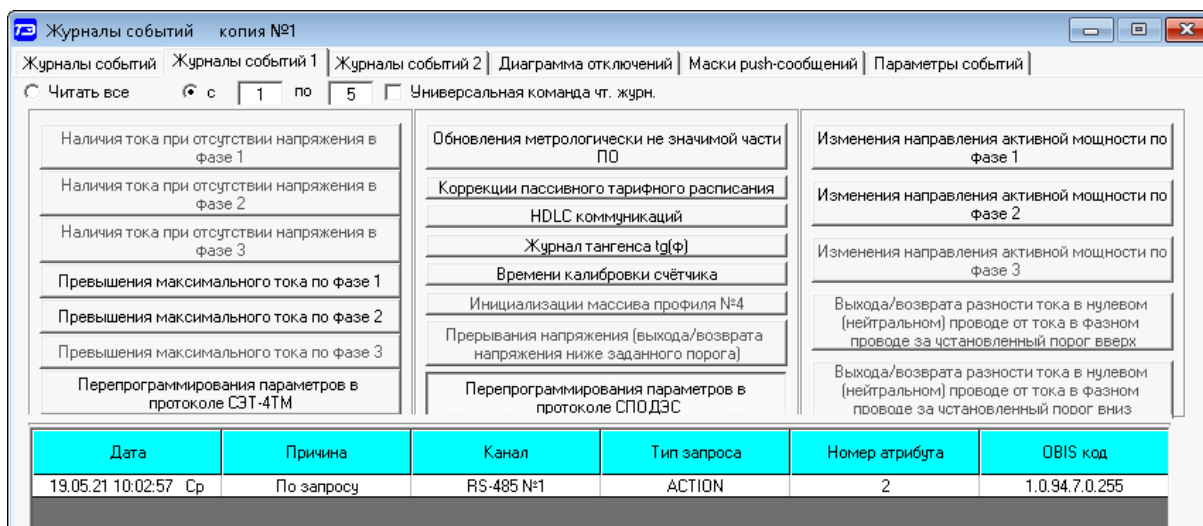 ТЭ Журналы событий копия №1
Журналы событий Журналы событий 1 Журналы событий 2 Диаграмма отключений Маски push-сообщений Параметры событий
Читать все с 1 по 5 Универсальная команда чт. журн.
Наличия тока при отсутствии напряжения в
фазе 1
Наличия тока при отсутствии напряжения в
фазе 2
Наличия тока при отсутствии напряжения в
фазе 3
Превышения максимального тока по фазе 1
Превышения максимального тока по фазе 2
Превышения максимального тока по фазе 3
Перепрограммирования параметров в
протоколе СЭТ-4ТМ
Обновления метрологически не значимой части
ПО
Коррекции пассивного тарифного расписания
HDLC коммуникаций
Журнал тангенса tg(φ)
Времени калибровки счётчика
Инициализации массива профиля №4
Прерывания напряжения (выхода/возврата
напряжения ниже заданного порога)
Перепрограммирования параметров в
протоколе СПОДЭС
Изменения направления активной мощности по
фазе 1
Изменения направления активной мощности по
фазе 2
Изменения направления активной мощности по
фазе 3
Выхода/возврата разности тока в нулевом
(нейтральном) проводе от тока в фазном
проводе за установленный порог вверх
Выхода/возврата разности тока в нулевом
(нейтральном) проводе от тока в фазном
проводе за установленный порог вниз
Дата Причина Канал Тип запроса Номер атрибута OBIS код
19.05.21 10:02:57 Ср По запросу RS-485 №1 ACTION 2 1.0.94.7.0.255